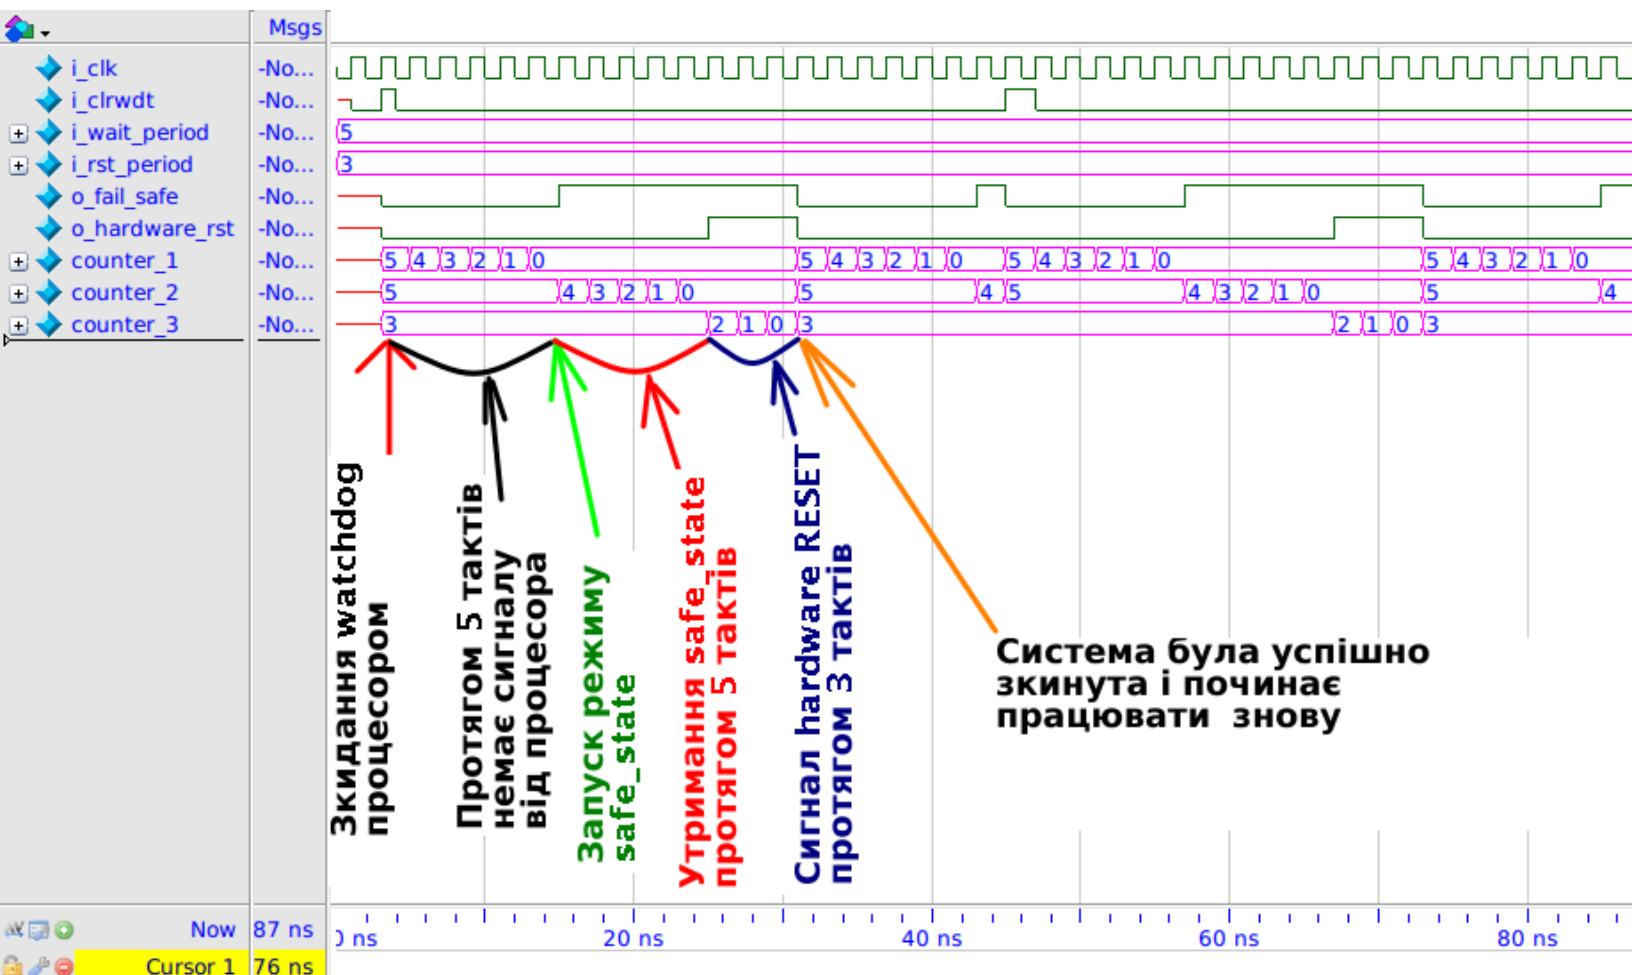 Msgs
i_clk -No...
i_clrwdt -No...
i_wait_period -No... 5
i_rst_period -No... 3
o_fail_safe -No...
o_hardware_rst -No...
counter_1 -No... 5 4 3 2 1 0 5 4 3 2 1 0 5 4 3 2 1 0 5 4 3 2 1 0
counter_2 -No... 5 4 3 2 1 0 5 4 5 4 3 2 1 0 5 4
counter_3 -No... 3 2 1 0 3 2 1 0 3
Зкидання watchdog
процесором
Протягом 5 тактів
немає сигналу
від процесора
Запуск режиму
safe_state
Утримання safe_state
протягом 5 тактів
Сигнал hardware RESET
протягом 3 тактів
Система була успішно
зкинута і починає
працювати знову
Now 87 ns
0 ns 20 ns 40 ns 60 ns 80 ns
Cursor 1 76 ns